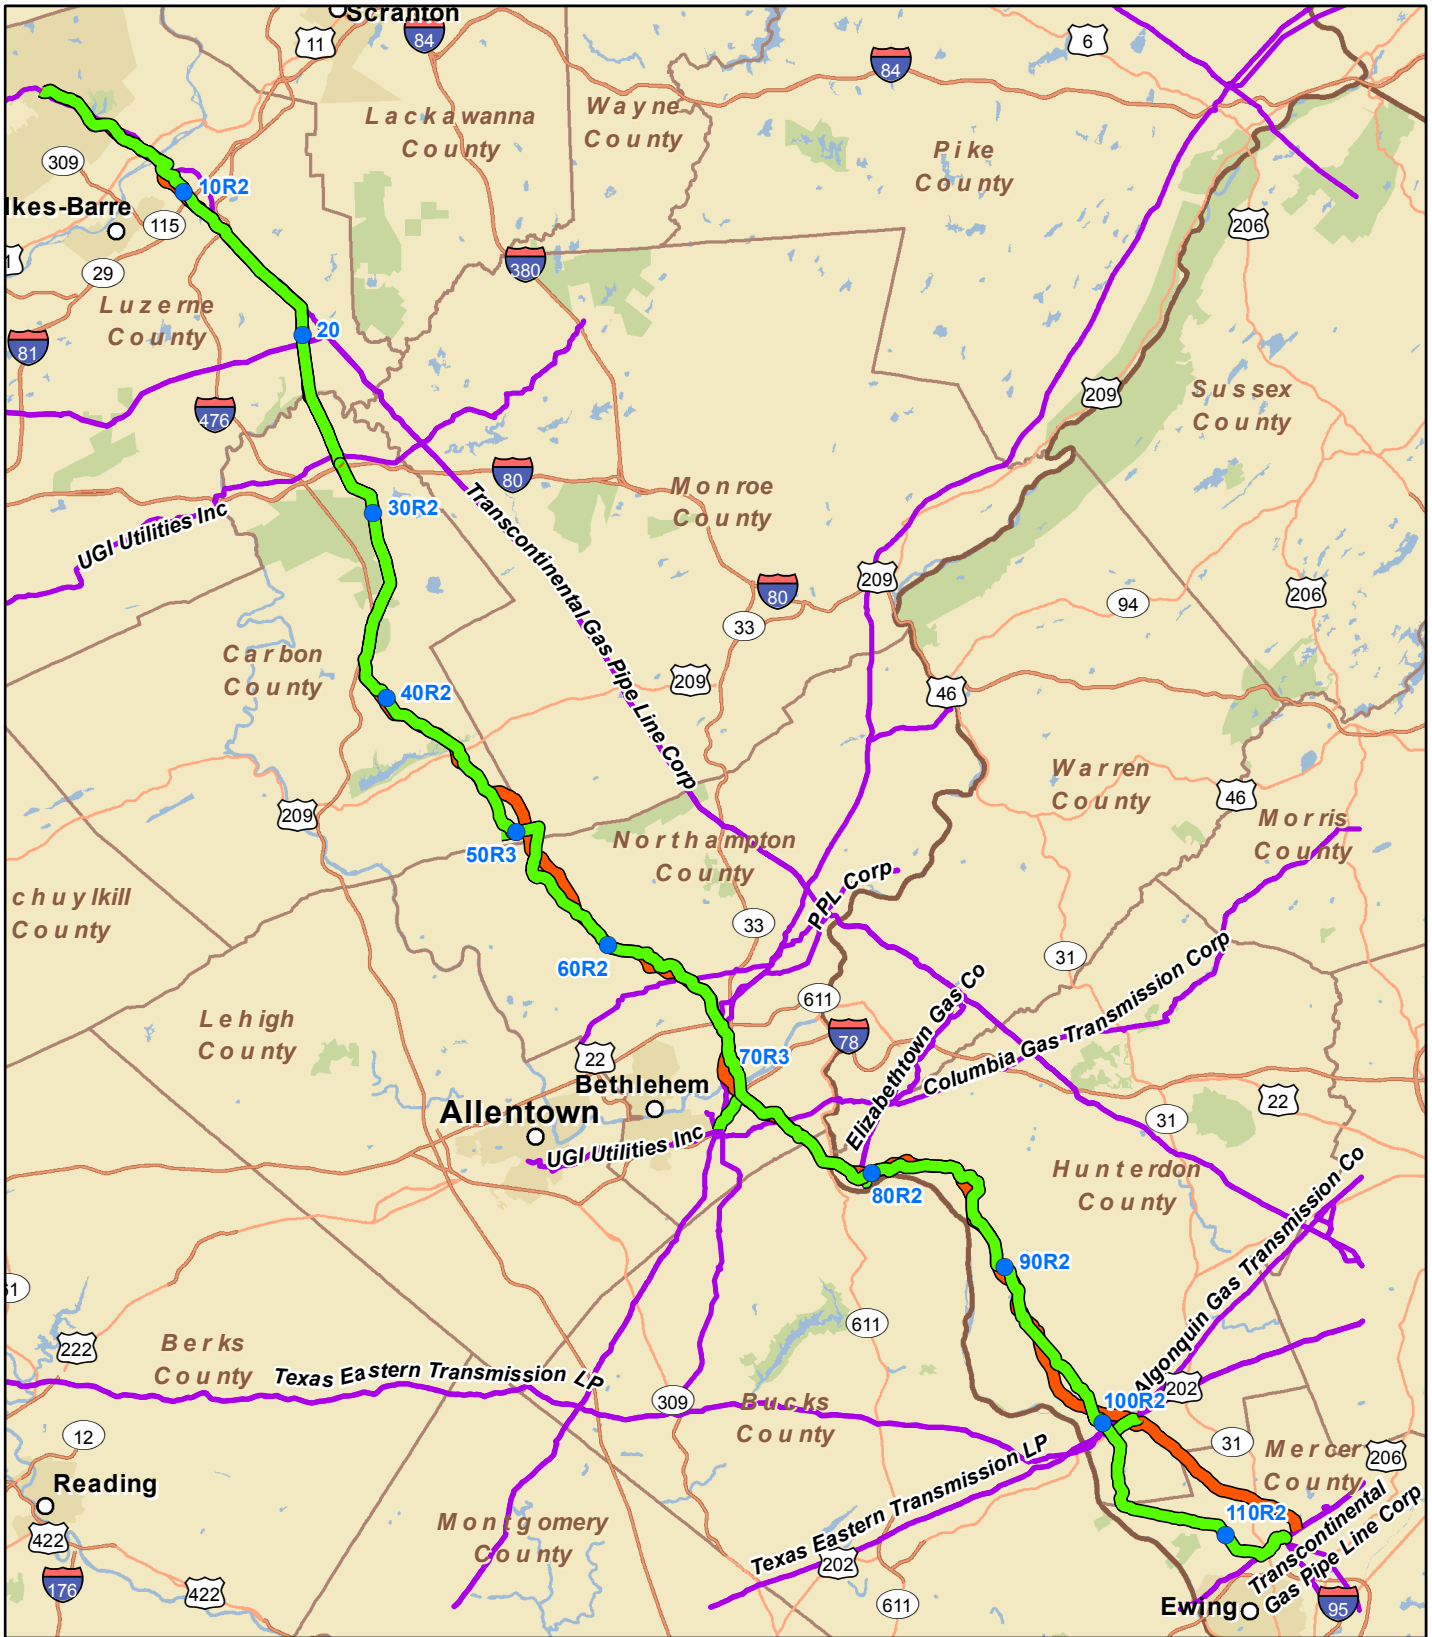 Scranton
11
84
6
84
Lackawanna
County
Wayne
County
Pike
County
309
10R2
lkes-Barre
115
206
1
29
380
Luzerne
County
20
81
209
Sussex
County
476
80
Monroe
County
30R2
UGI Utilities Inc
Transcontinental Gas Pipe Line Corp
209
80
94
206
33
Carbon
County
209
40R2
46
Warren
County
46
209
Morris
County
50R3
Northampton
County
PPL Corp
chuylkill
County
33
60R2
31
Elizabethtown Gas Co
Columbia Gas Transmission Corp
611
Lehigh
County
78
22
70R3
Bethlehem
22
Allentown
31
UGI Utilities Inc
Hunterdon
County
80R2
Algonquin Gas Transmission Co
90R2
61
611
222
Berks
County
Texas Eastern Transmission LP
202
309
100R2
Bucks
County
12
31
Mercer
County
206
Reading
Texas Eastern Transmission LP
Montgomery
County
110R2
Transcontinental
Gas Pipe Line Corp
422
202
176
422
611
Ewing
95